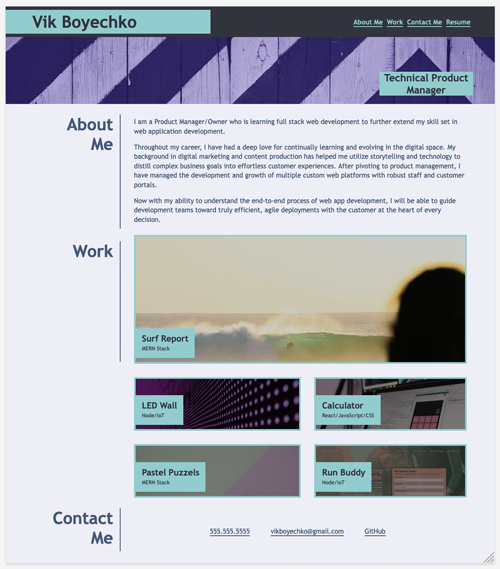 Vik Boyechko
About Me Work Contact Me Resume
Technical Product
Manager
About
Me
I am a Product Manager/Owner who is learning full stack web development to further extend my skill set in
web application development.
Throughout my career, I have had a deep love for continually learning and evolving in the digital space. My
background in digital marketing and content production has helped me utilize storytelling and technology to
distill complex business goals into effortless customer experiences. After pivoting to product management, I
have managed the development and growth of multiple custom web platforms with robust staff and customer
portals.
Now with my ability to understand the end-to-end process of web app development, I will be able to guide
development teams toward truly efficient, agile deployments with the customer at the heart of every
decision.
Work
Surf Report
MERN Stack
LED Wall
Node/IoT
Calculator
React/JavaScript/CSS
Pastel Puzzels
MERN Stack
Run Buddy
Node/IoT
Contact
Me
555.555.5555 vikboyechko@gmail.com GitHub